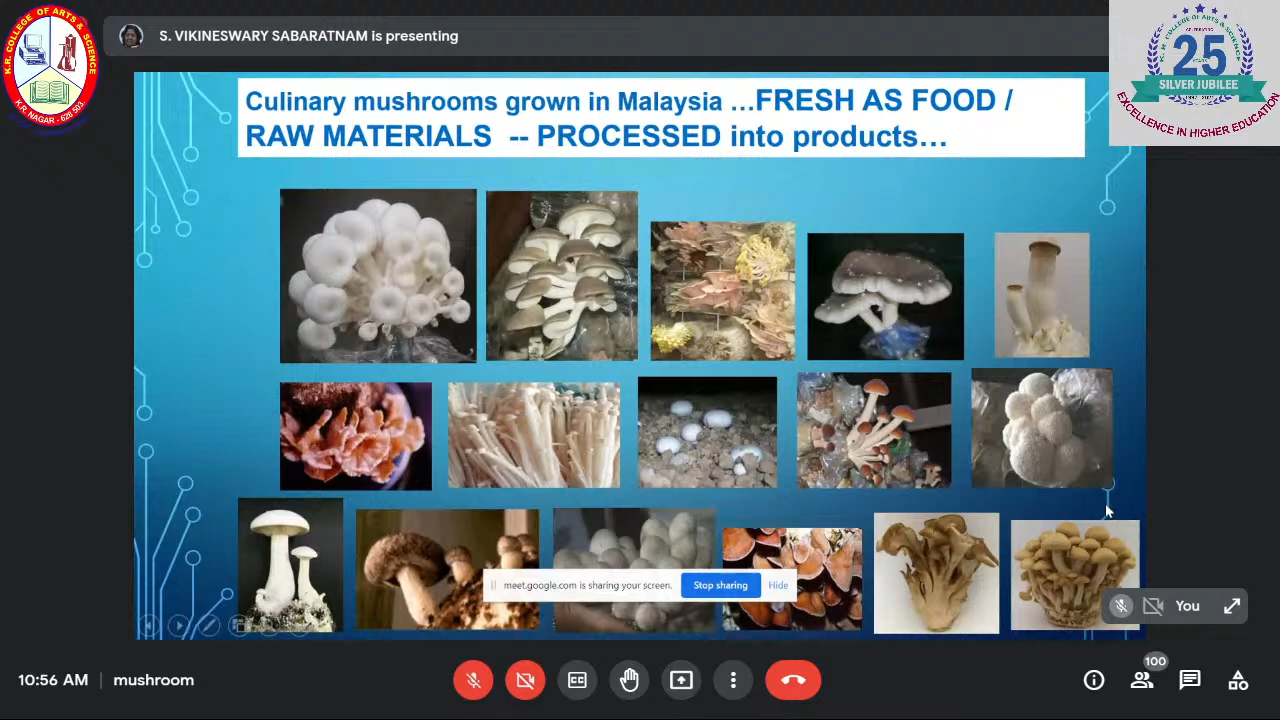 K.R. COLLEGE OF ARTS & SCIENCE
K.R. NAGAR - 628 503.
S. VIKINESWARY SABARATNAM is presenting
25
SILVER JUBILEE
EXCELLENCE IN HIGHER EDUCATION
Culinary mushrooms grown in Malaysia …FRESH AS FOOD /
RAW MATERIALS -- PROCESSED into products…
meet.google.com is sharing your screen.
Stop sharing
Hide
You
10:56 AM | mushroom
100